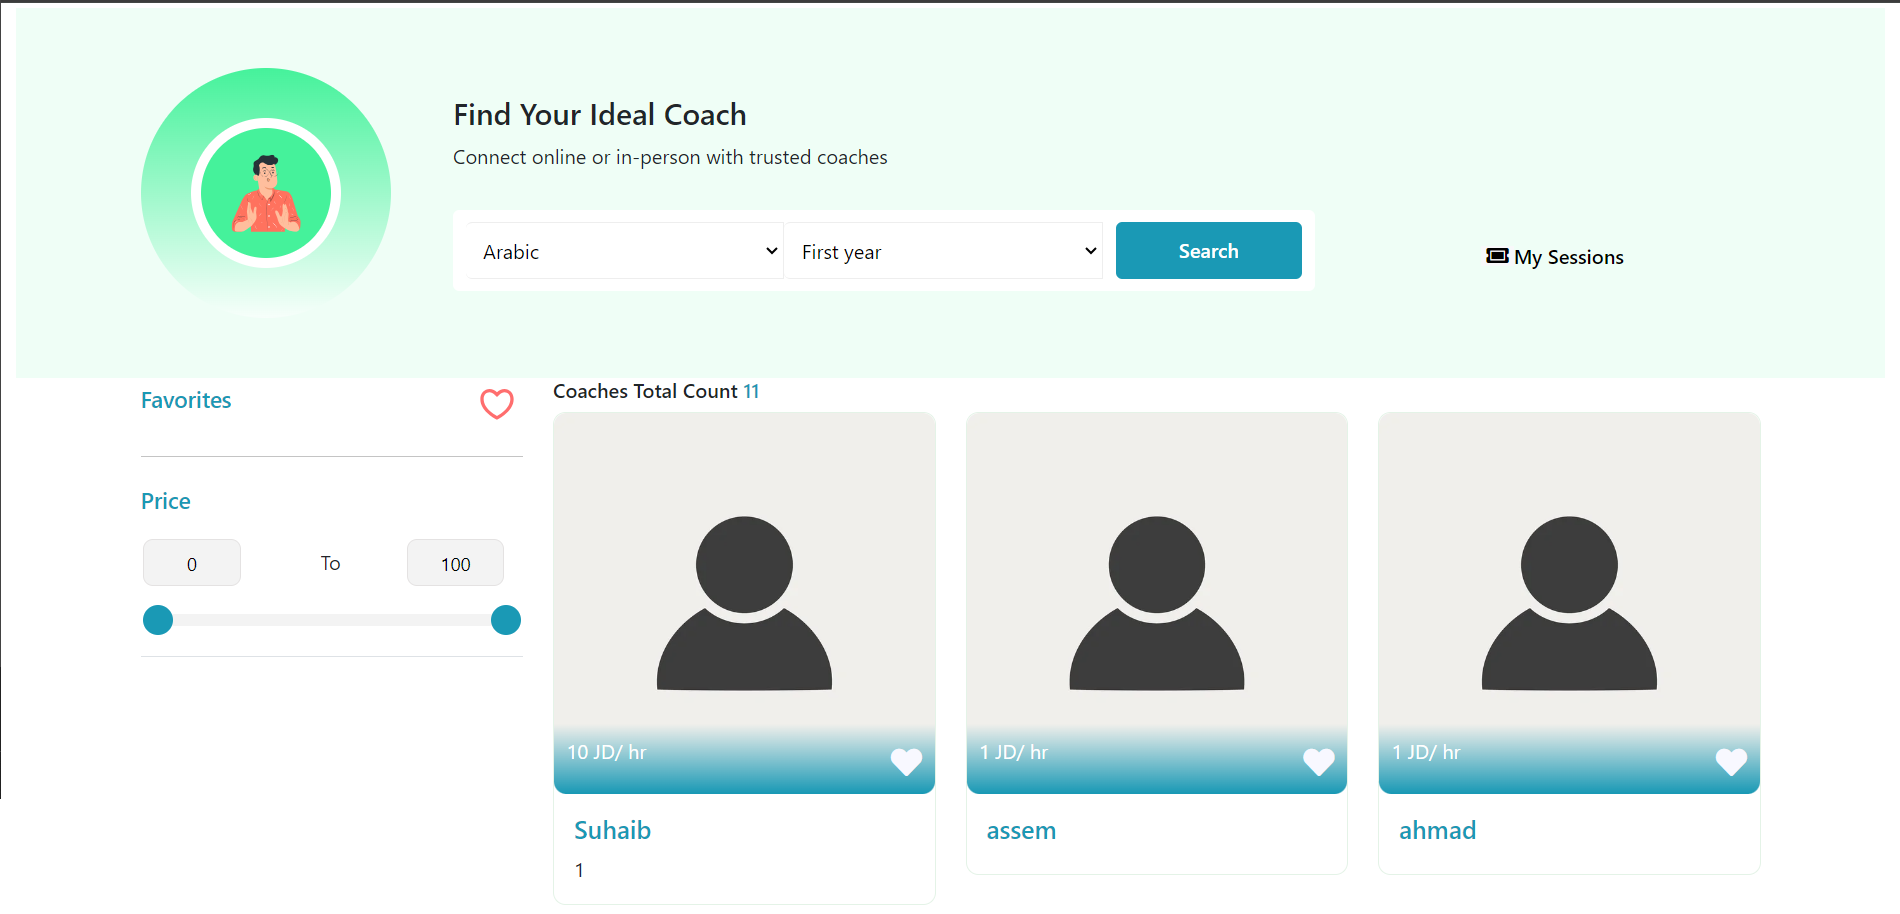 Find Your Ideal Coach
Connect online or in-person with trusted coaches
Arabic
First year
Search
My Sessions
Favorites
Price
0
To
100
Coaches Total Count 11
10 JD/ hr
Suhaib
1
1 JD/ hr
assem
1 JD/ hr
ahmad